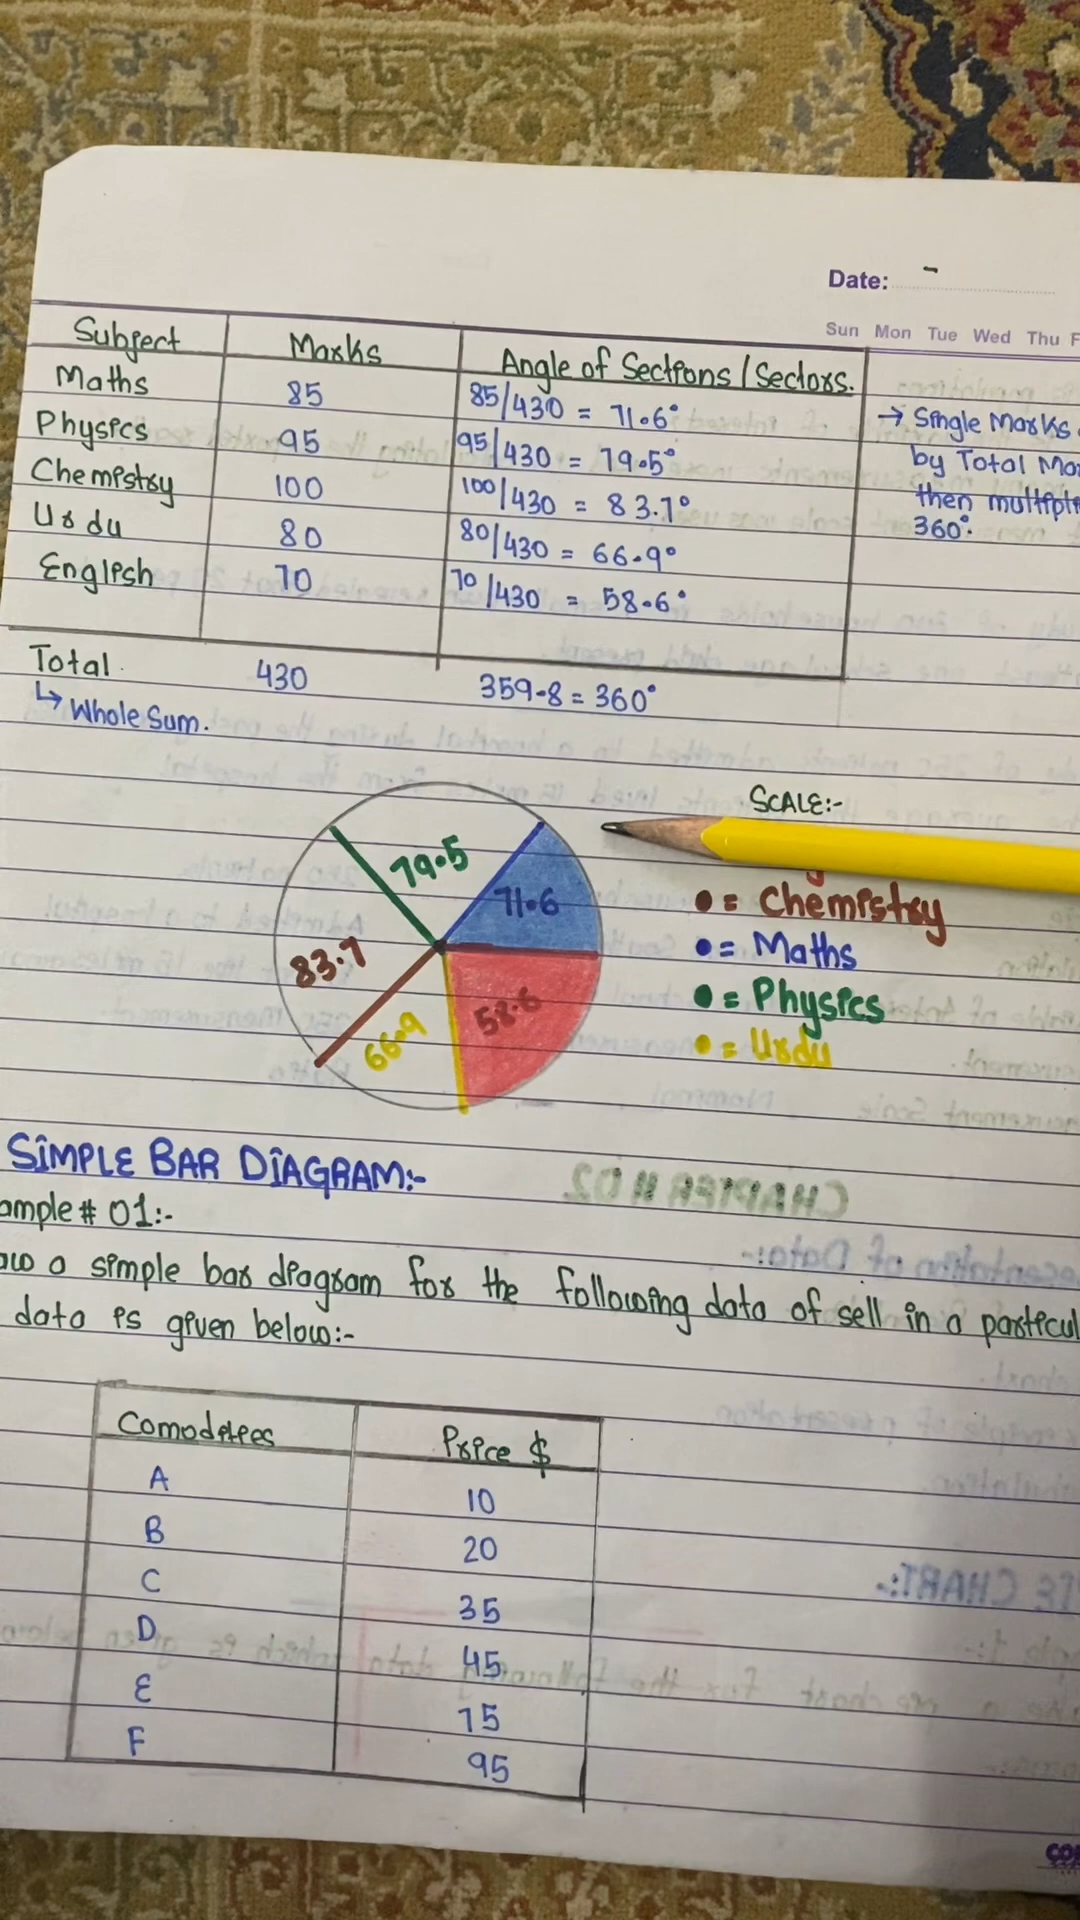 Date: -
Sun Mon Tue Wed Thu F
Subject Marks Angle of Sections / Sectors.
Maths 85 85/430 = 71.6°
Physics 95 95/430 = 79.5°
Chemistry 100 100/430 = 83.7°
Urdu 80 80/430 = 66.9°
English 70 70/430 = 58.6°
Total. 430 359.8 = 360°
↳ Whole Sum.
→ Single Marks
by Total
then
360°.
SCALE:-
79.5
71.6
83.7
66.9
58.6
● = Chemistry
● = Maths
● = Physics
● = Urdu
SIMPLE BAR DIAGRAM:-
ample # 01:-
aw a simple bar diagram for the following data of sell in a particul
data is given below:-
Comodities Price $
A 10
B 20
C 35
D 45
E 75
F 95